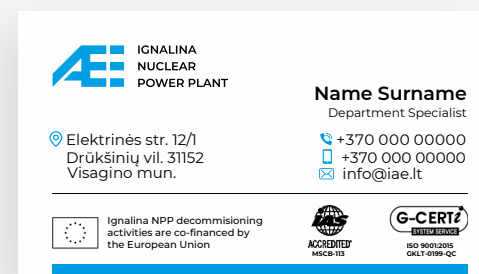 IGNALINA
NUCLEAR
POWER PLANT
Name Surname
Department Specialist
Elektrinės str. 12/1
Drūkšinių vil. 31152
Visagino mun.
+370 000 00000
+370 000 00000
info@iae.lt
Ignalina NPP decommisioning
activities are co-financed by
the European Union
IAS
ACCREDITED
MSCB-113
G-CERTi
SYSTEM SERVICE
ISO 9001:2015
GKLT-0199-QC